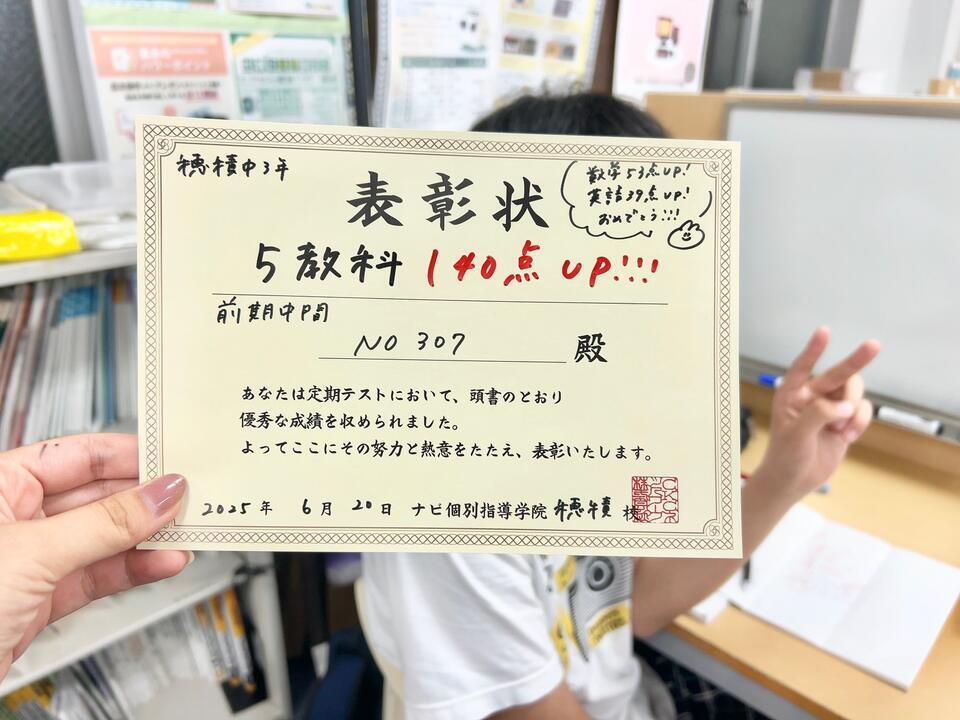 穂積中3年
表彰状
数学53点UP!
英語39点UP!
おめでとう!!!
5教科 140点 UP!!!
前期中間
NO 307 殿
あなたは定期テストにおいて、頭書のとおり
優秀な成績を収められました。
よってここにその努力と熱意をたたえ、表彰いたします。
2025年 6月 20日 ナビ個別指導学院 穂積 校